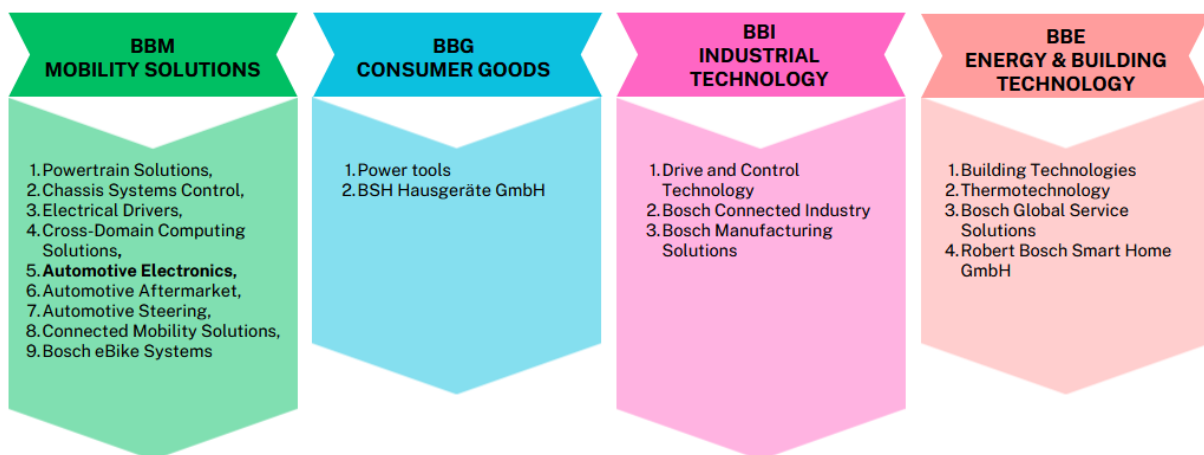 BBM
MOBILITY SOLUTIONS
1. Powertrain Solutions,
2. Chassis Systems Control,
3. Electrical Drivers,
4. Cross-Domain Computing
Solutions,
5. Automotive Electronics,
6. Automotive Aftermarket,
7. Automotive Steering,
8. Connected Mobility Solutions,
9. Bosch eBike Systems
BBG
CONSUMER GOODS
1. Power tools
2. BSH Hausgeräte GmbH
BBI
INDUSTRIAL
TECHNOLOGY
1. Drive and Control
Technology
2. Bosch Connected Industry
3. Bosch Manufacturing
Solutions
BBE
ENERGY & BUILDING
TECHNOLOGY
1. Building Technologies
2. Thermotechnology
3. Bosch Global Service
Solutions
4. Robert Bosch Smart Home
GmbH